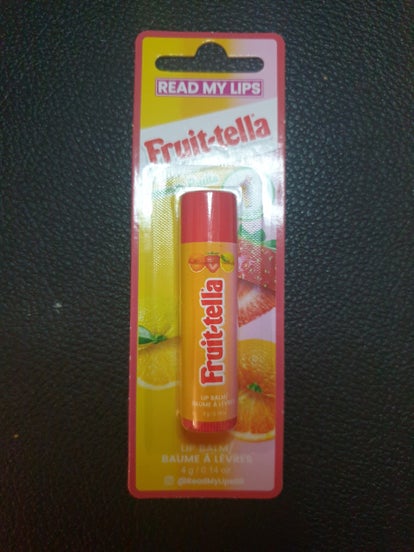 READ MY LIPS
Fruit-tella
Fruit-tella
LIP BALM/
BAUME À LÈVRES
LIP BALM/
BAUME À LÈVRES
4 g / 0.14 oz